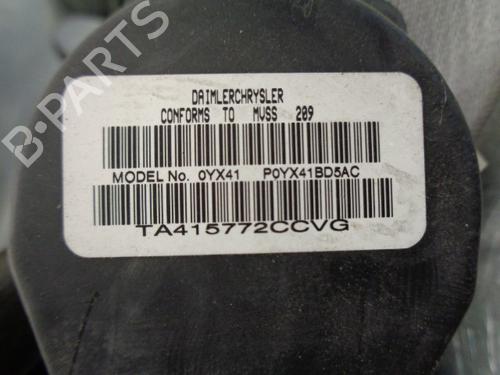 DAIMLERCHRYSLER
CONFORMS TO MVSS 209
MODEL No. 0YX41 P0YX41BD5AC
TA415772CCVG
B-PARTS